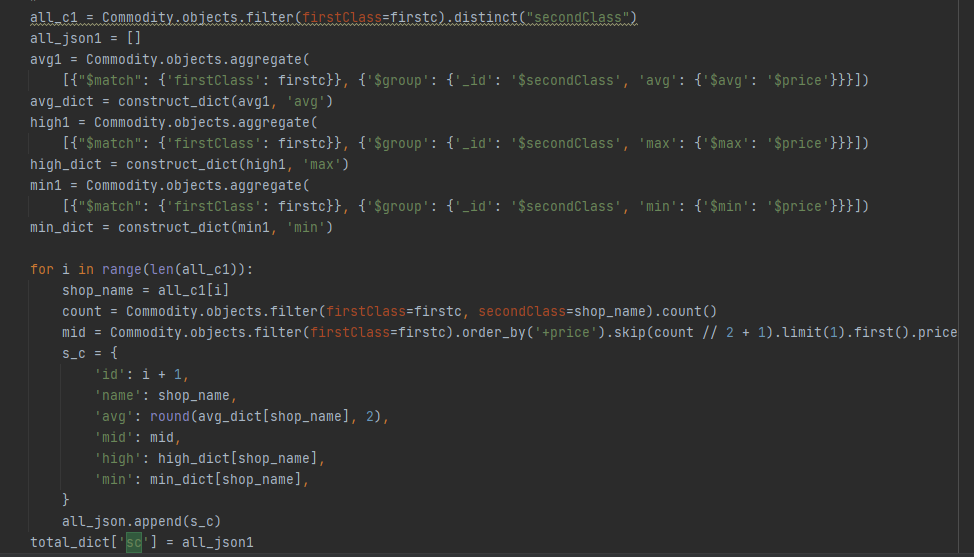 all_c1 = Commodity.objects.filter(firstClass=firstc).distinct("secondClass")
all_json1 = []
avg1 = Commodity.objects.aggregate(
    [{"$match": {'firstClass': firstc}}, {'$group': {'_id': '$secondClass', 'avg': {'$avg': '$price'}}}])
avg_dict = construct_dict(avg1, 'avg')
high1 = Commodity.objects.aggregate(
    [{"$match": {'firstClass': firstc}}, {'$group': {'_id': '$secondClass', 'max': {'$max': '$price'}}}])
high_dict = construct_dict(high1, 'max')
min1 = Commodity.objects.aggregate(
    [{"$match": {'firstClass': firstc}}, {'$group': {'_id': '$secondClass', 'min': {'$min': '$price'}}}])
min_dict = construct_dict(min1, 'min')

for i in range(len(all_c1)):
    shop_name = all_c1[i]
    count = Commodity.objects.filter(firstClass=firstc, secondClass=shop_name).count()
    mid = Commodity.objects.filter(firstClass=firstc).order_by('+price').skip(count // 2 + 1).limit(1).first().price
    s_c = {
        'id': i + 1,
        'name': shop_name,
        'avg': round(avg_dict[shop_name], 2),
        'mid': mid,
        'high': high_dict[shop_name],
        'min': min_dict[shop_name],
    }
    all_json.append(s_c)
total_dict['sc'] = all_json1